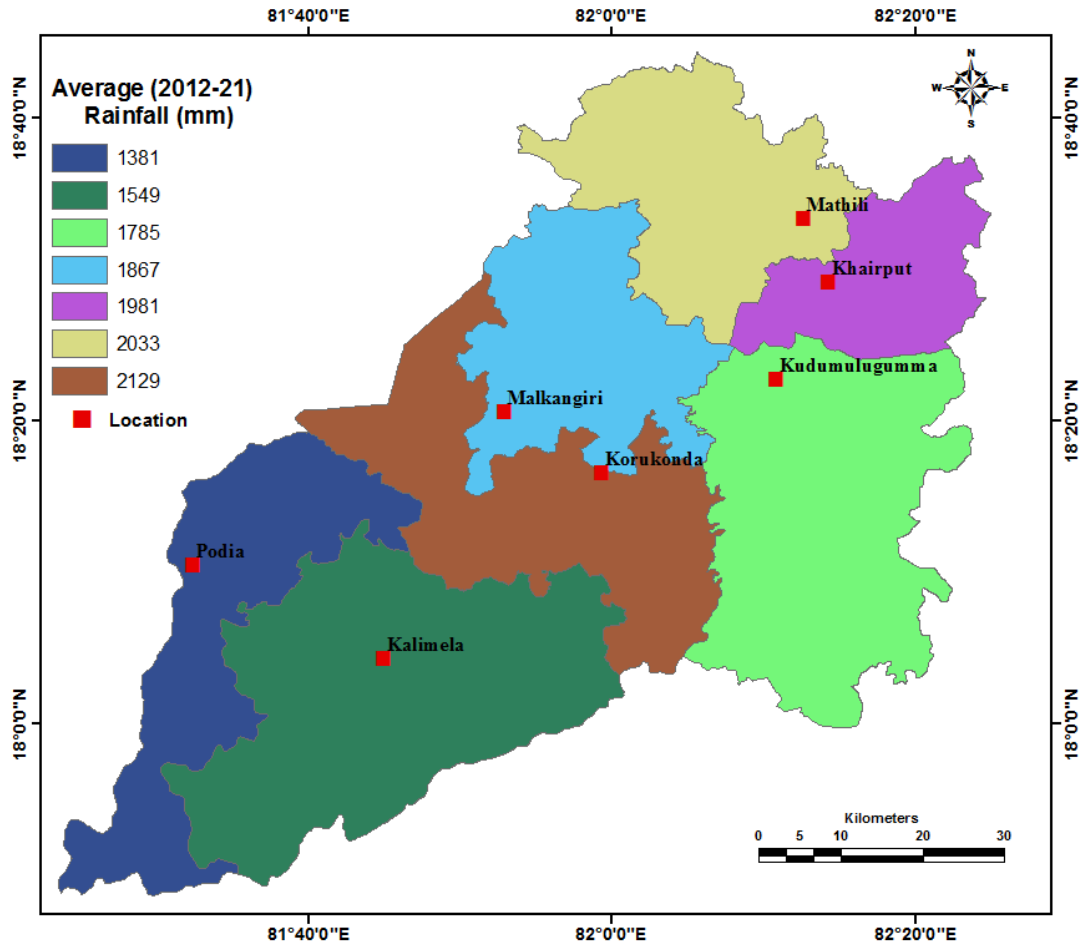 81°40'0"E 82°0'0"E 82°20'0"E
Average (2012-21)
Rainfall (mm)
1381
1549
1785
1867
1981
2033
2129
Location
N
W E
S
18°40'0"N 18°40'0"N
18°20'0"N 18°20'0"N
18°0'0"N 18°0'0"N
Mathili
Khairput
Kudumulugumma
Malkangiri
Korukonda
Podia
Kalimela
Kilometers
0 5 10 20 30
81°40'0"E 82°0'0"E 82°20'0"E